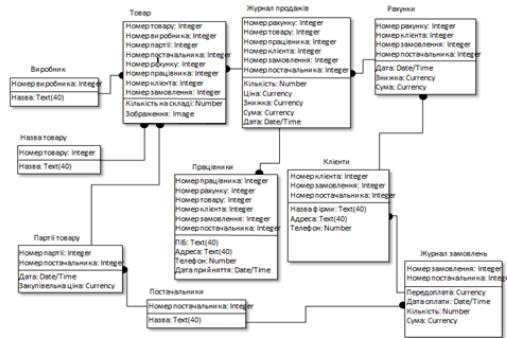 Товар
Номер товару: Integer
Номер виробника: Integer
Номер партії: Integer
Номер постачальника: Integer
Номер рахунку: Integer
Номер працівника: Integer
Номер клієнта: Integer
Номер замовлення: Integer
Кількість на складі: Number
Зображення: Image
Журнал продажів
Номер рахунку: Integer
Номер товару: Integer
Номер працівника: Integer
Номер клієнта: Integer
Номер замовлення: Integer
Номер постачальника: Integer
Кількість: Number
Ціна: Currency
Знижка: Currency
Сума: Currency
Дата: Date/Time
Рахунки
Номер рахунку: Integer
Номер клієнта: Integer
Номер замовлення: Integer
Номер постачальника: Integer
Дата: Date/Time
Знижка: Currency
Сума: Currency
Виробник
Номер виробника: Integer
Назва: Text(40)
Назва товару
Номер товару: Integer
Назва: Text(40)
Працівники
Номер працівника: Integer
Номер рахунку: Integer
Номер товару: Integer
Номер клієнта: Integer
Номер замовлення: Integer
Номер постачальника: Integer
ПІБ: Text(40)
Адреса: Text(40)
Телефон: Number
Дата прийняття: Date/Time
Клієнти
Номер клієнта: Integer
Номер замовлення: Integer
Номер постачальника: Integer
Назва фірми: Text(40)
Адреса: Text(40)
Телефон: Number
Партії товару
Номер партії: Integer
Номер постачальника: Integer
Дата: Date/Time
Закупівельна ціна: Currency
Постачальники
Номер постачальника: Integer
Назва: Text(40)
Журнал замовлень
Номер замовлення: Integer
Номер постачальника: Integer
Передоплата: Currency
Дата оплати: Date/Time
Кількість: Number
Сума: Currency